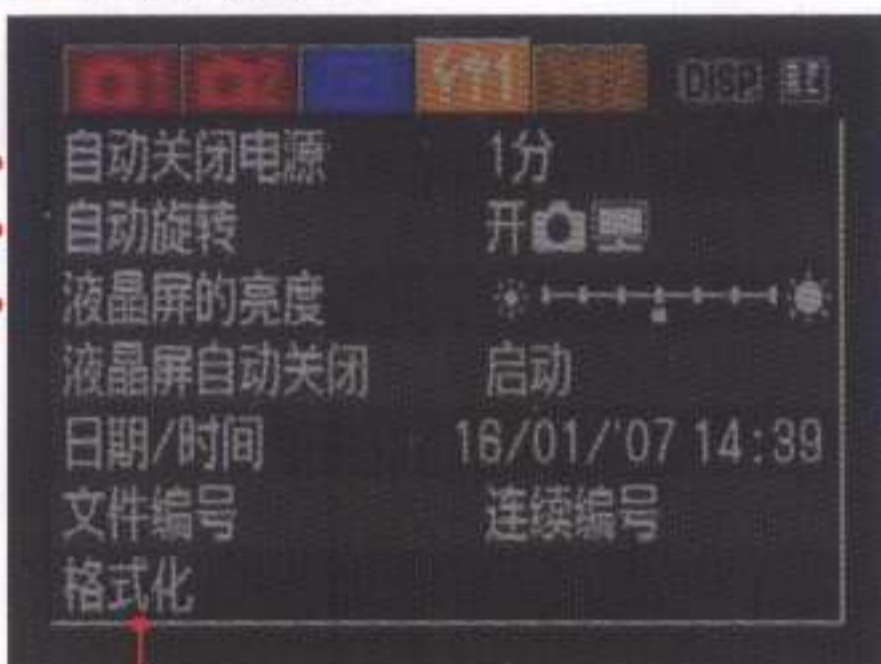 DISP
自动关闭电源 1分
自动旋转 开
液晶屏的亮度
液晶屏自动关闭 启动
日期/时间 16/01/'07 14:39
文件编号 连续编号
格式化